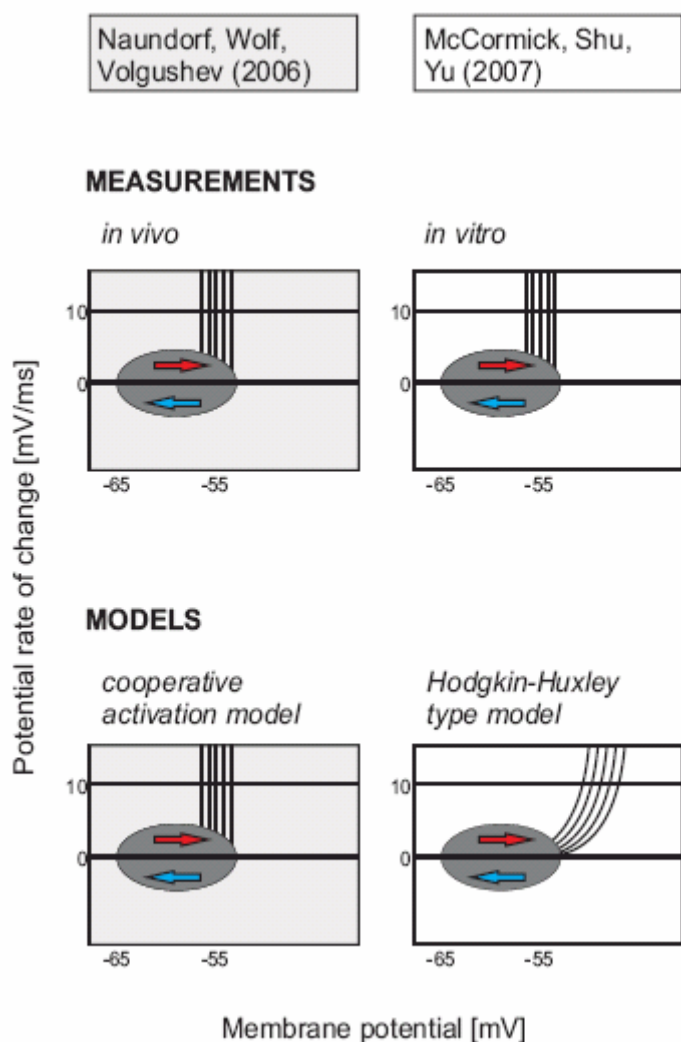 Naundorf, Wolf,
Volgushev (2006)
McCormick, Shu,
Yu (2007)
MEASUREMENTS
in vivo
in vitro
10
0
-65
-55
10
0
-65
-55
MODELS
cooperative
activation model
Hodgkin-Huxley
type model
10
0
-65
-55
10
0
-65
-55
Potential rate of change [mV/ms]
Membrane potential [mV]